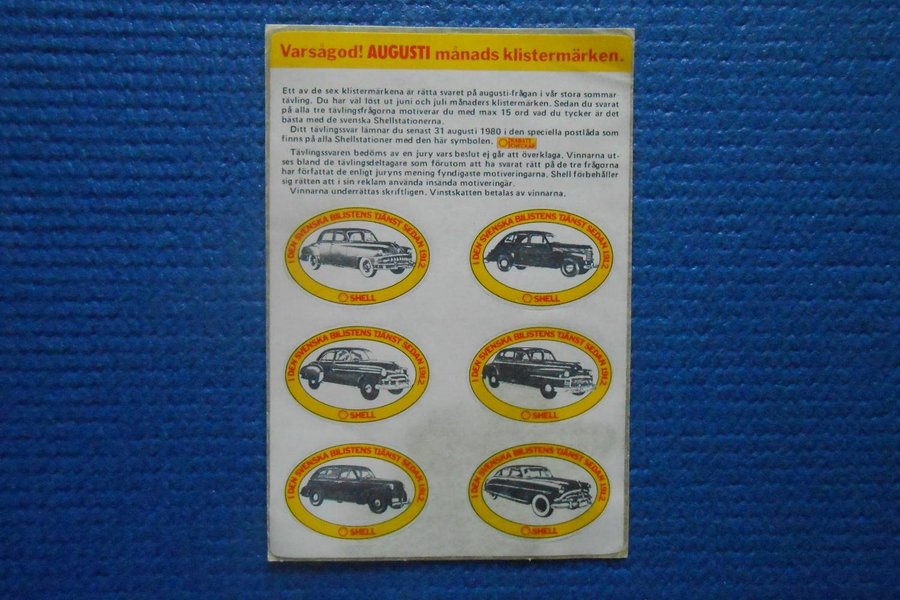 Varsågod! AUGUSTI månads klistermärken.
Ett av de sex klistermärkena är rätta svaret på augusti-frågan i vår stora sommar-
tävling. Du har väl löst ut juni och juli månaders klistermärken. Sedan du svarat
på alla tre tävlingsfrågorna motiverar du med max 15 ord vad du tycker är det
bästa med de svenska Shellstationerna.
Ditt tävlingssvar lämnar du senast 31 augusti 1980 i den speciella postlåda som
finns på alla Shellstationer med den här symbolen.
Tävlingssvaren bedöms av en jury vars beslut ej går att överklaga. Vinnarna ut-
ses bland de tävlingsdeltagare som förutom att ha svarat rätt på de tre frågorna
har författat de enligt juryns mening fyndigaste motiveringarna. Shell förbehåller
sig rätten att i sin reklam använda insända motiveringar.
Vinnarna underrättas skriftligen. Vinstskatten betalas av vinnarna.
I DEN SVENSKA BILISTENS TJÄNST SEDAN 1912
SHELL
I DEN SVENSKA BILISTENS TJÄNST SEDAN 1912
SHELL
I DEN SVENSKA BILISTENS TJÄNST SEDAN 1912
SHELL
I DEN SVENSKA BILISTENS TJÄNST SEDAN 1912
SHELL
I DEN SVENSKA BILISTENS TJÄNST SEDAN 1912
SHELL
I DEN SVENSKA BILISTENS TJÄNST SEDAN 1912
SHELL